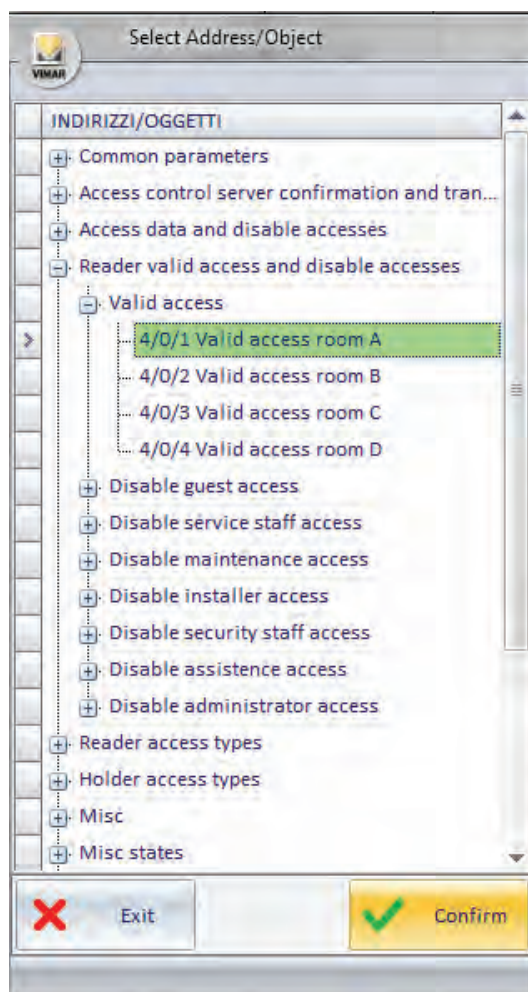 Select Address/Object
VIMAR
INDIRIZZI/OGGETTI
Common parameters
Access control server confirmation and tran...
Access data and disable accesses
Reader valid access and disable accesses
Valid access
4/0/1 Valid access room A
4/0/2 Valid access room B
4/0/3 Valid access room C
4/0/4 Valid access room D
Disable guest access
Disable service staff access
Disable maintenance access
Disable installer access
Disable security staff access
Disable assistence access
Disable administrator access
Reader access types
Holder access types
Misc
Misc states
Exit
Confirm